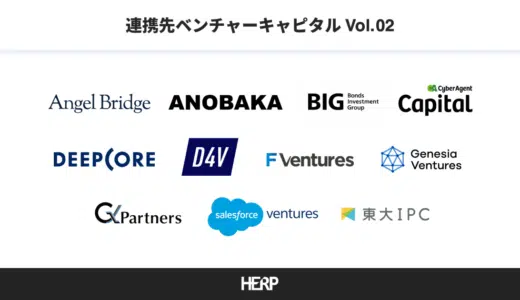 連携先ベンチャーキャピタル Vol.02
Angel Bridge
ANOBAKA
BIG Bonds Investment Group
CyberAgent Capital
DEEPCORE
D4V
F Ventures
Genesia Ventures
GxPartners
salesforce ventures
東大IPC
HERP